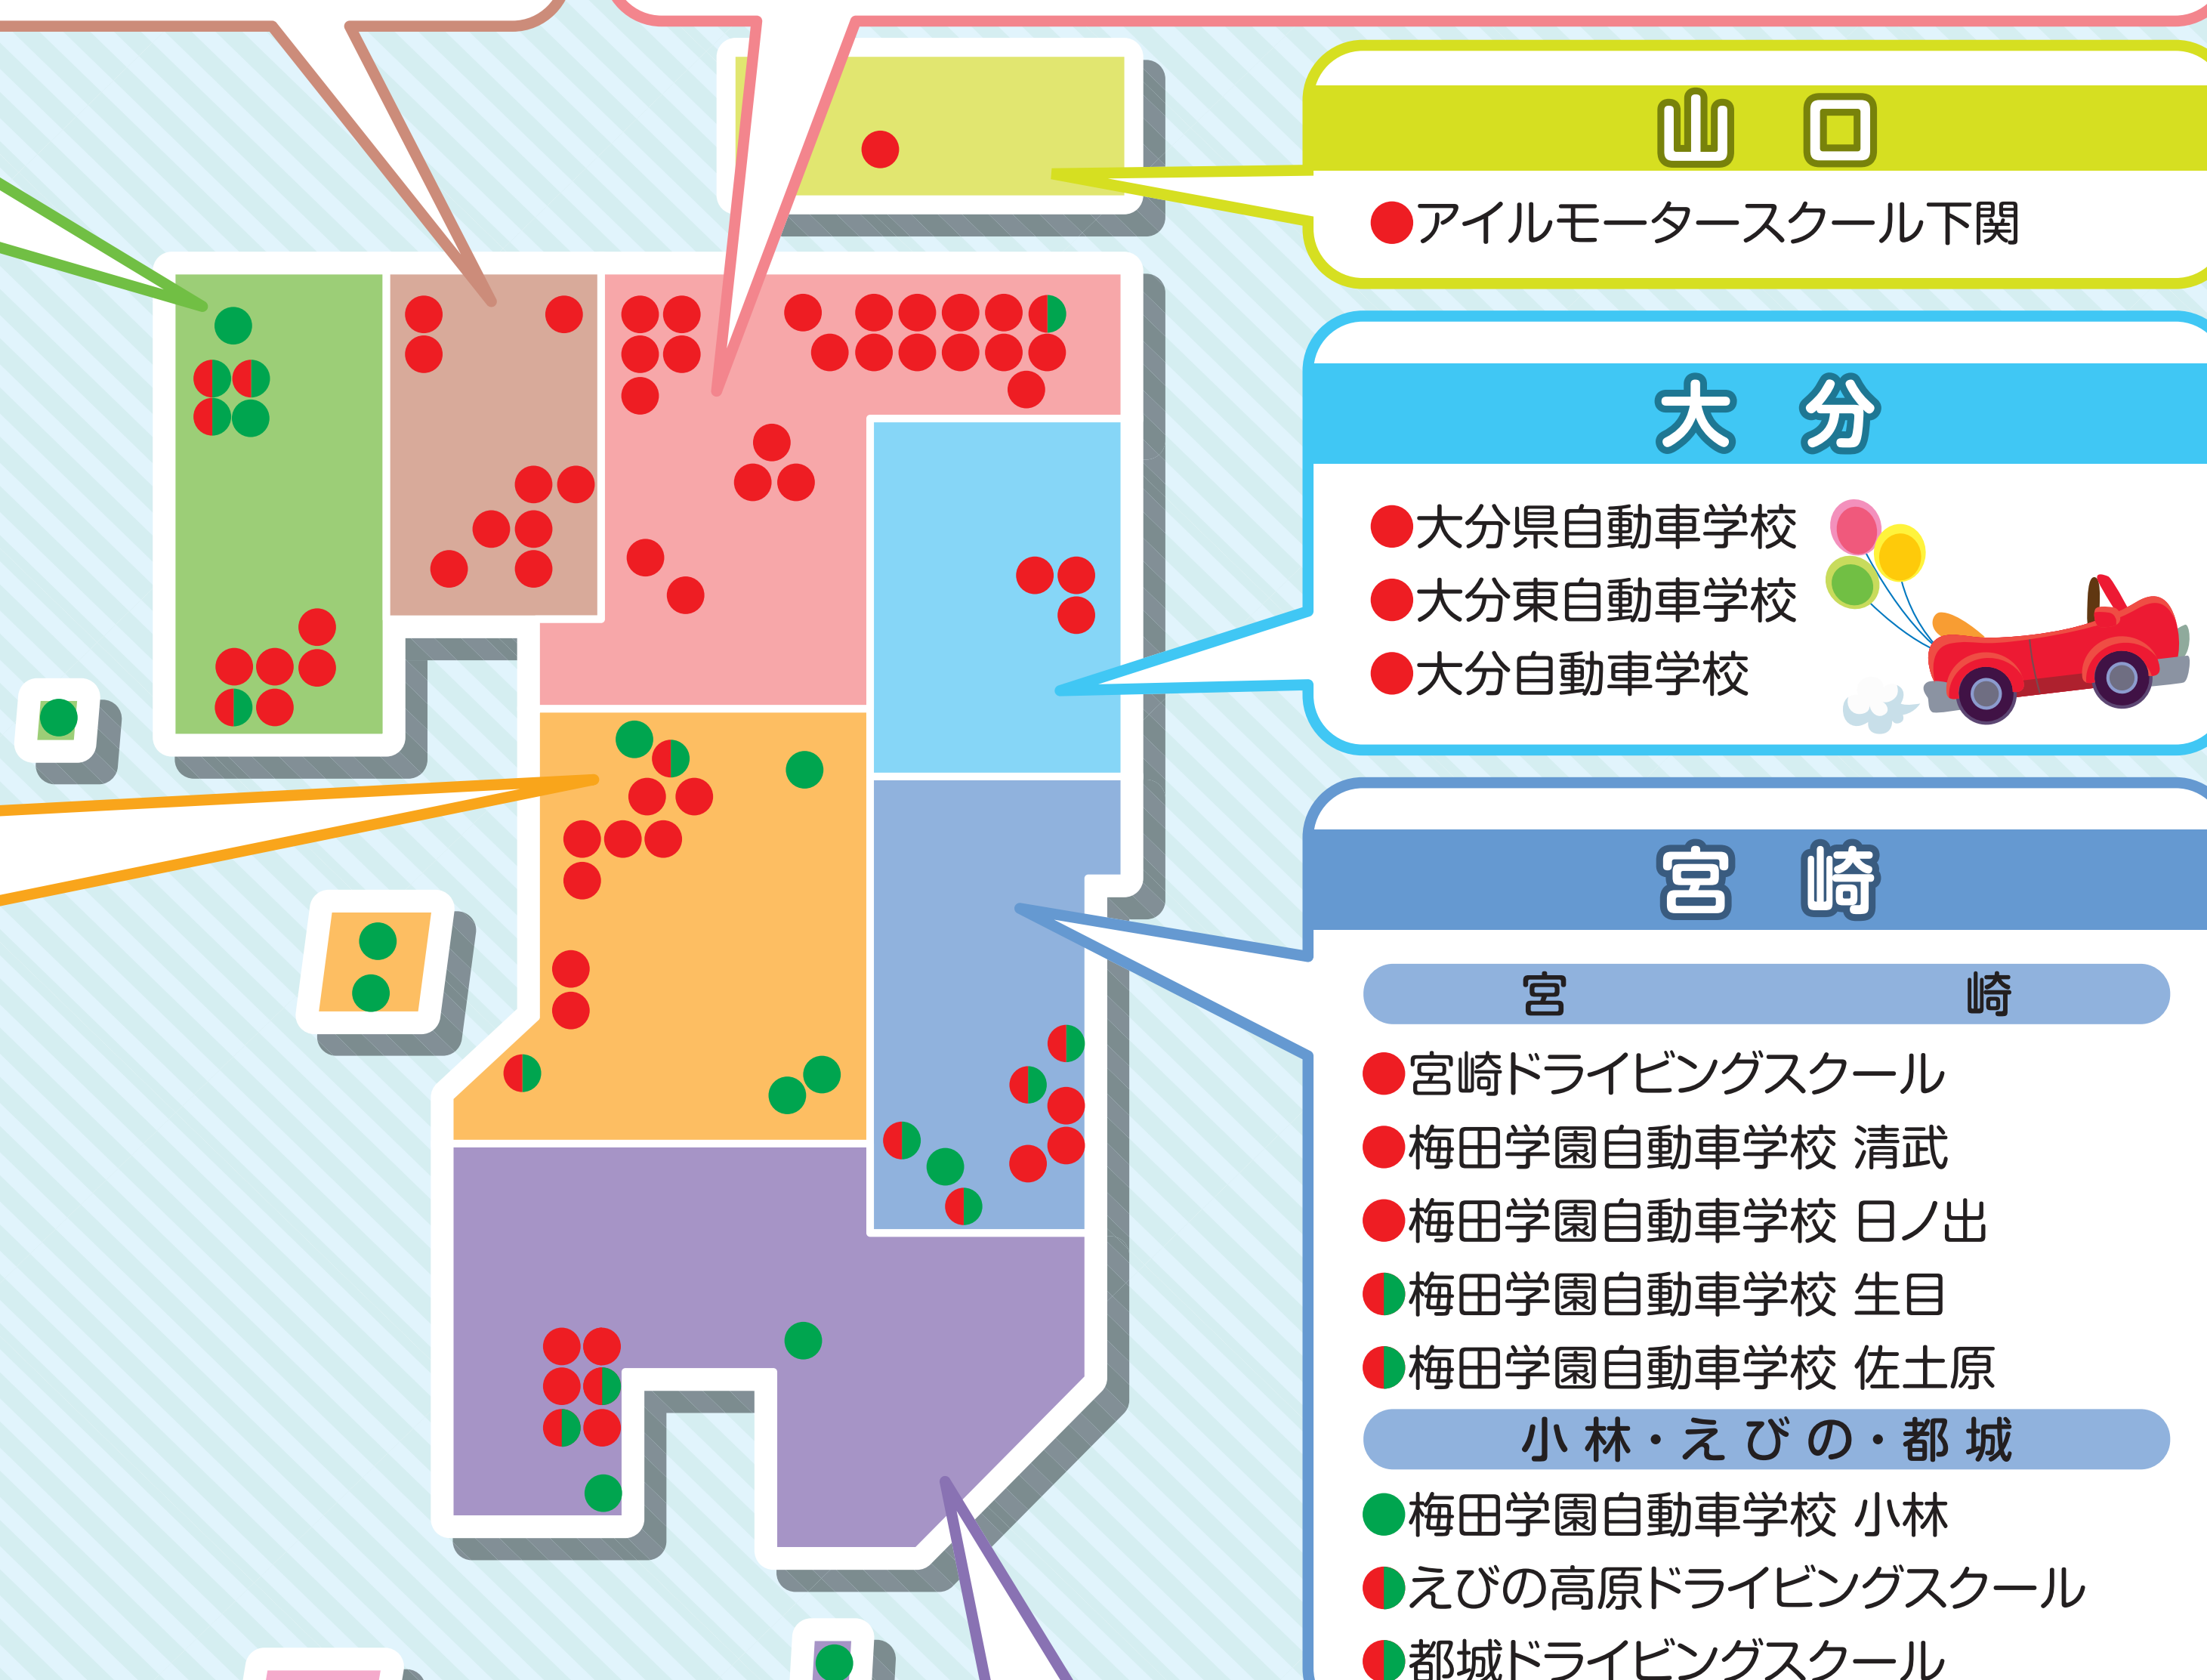 山口
アイルモータースクール下関
大分
大分県自動車学校
大分東自動車学校
大分自動車学校
宮崎
宮崎
宮崎ドライビングスクール
梅田学園自動車学校 清武
梅田学園自動車学校 日ノ出
梅田学園自動車学校 生目
梅田学園自動車学校 佐土原
小林・えびの・都城
梅田学園自動車学校 小林
えびの高原ドライビングスクール
都城ドライビングスクール